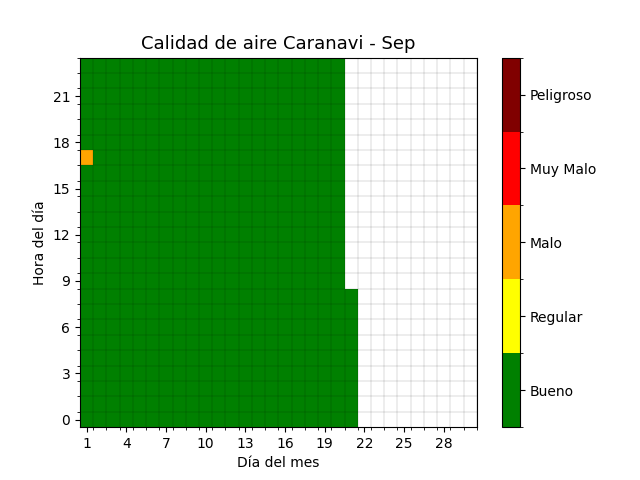 Calidad de aire Caranavi - Sep
Hora del día
21
18
15
12
9
6
3
0
1 4 7 10 13 16 19 22 25 28
Día del mes
Peligroso
Muy Malo
Malo
Regular
Bueno